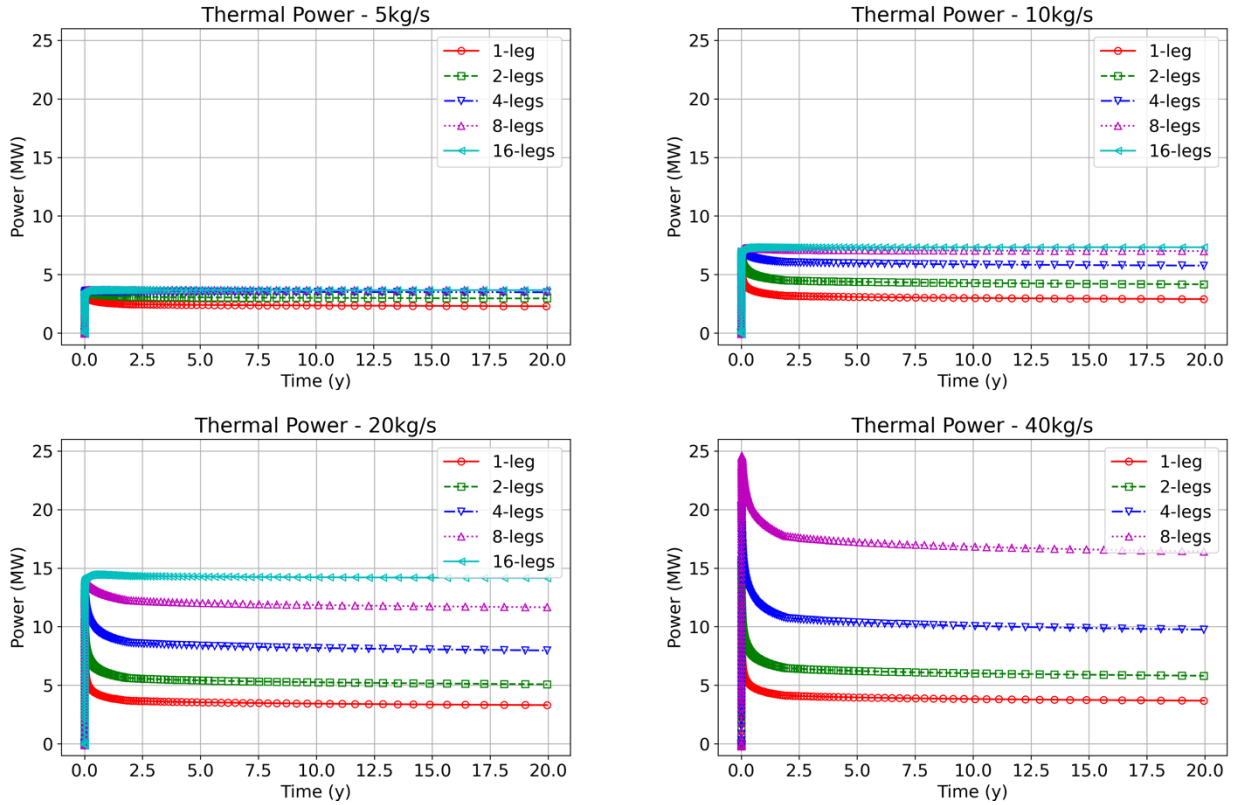 Thermal Power - 5kg/s
25
20
15
10
5
0
Power (MW)
1-leg
2-legs
4-legs
8-legs
16-legs
0.0 2.5 5.0 7.5 10.0 12.5 15.0 17.5 20.0
Time (y)
Thermal Power - 10kg/s
25
20
15
10
5
0
Power (MW)
1-leg
2-legs
4-legs
8-legs
16-legs
0.0 2.5 5.0 7.5 10.0 12.5 15.0 17.5 20.0
Time (y)
Thermal Power - 20kg/s
25
20
15
10
5
0
Power (MW)
1-leg
2-legs
4-legs
8-legs
16-legs
0.0 2.5 5.0 7.5 10.0 12.5 15.0 17.5 20.0
Time (y)
Thermal Power - 40kg/s
25
20
15
10
5
0
Power (MW)
1-leg
2-legs
4-legs
8-legs
0.0 2.5 5.0 7.5 10.0 12.5 15.0 17.5 20.0
Time (y)